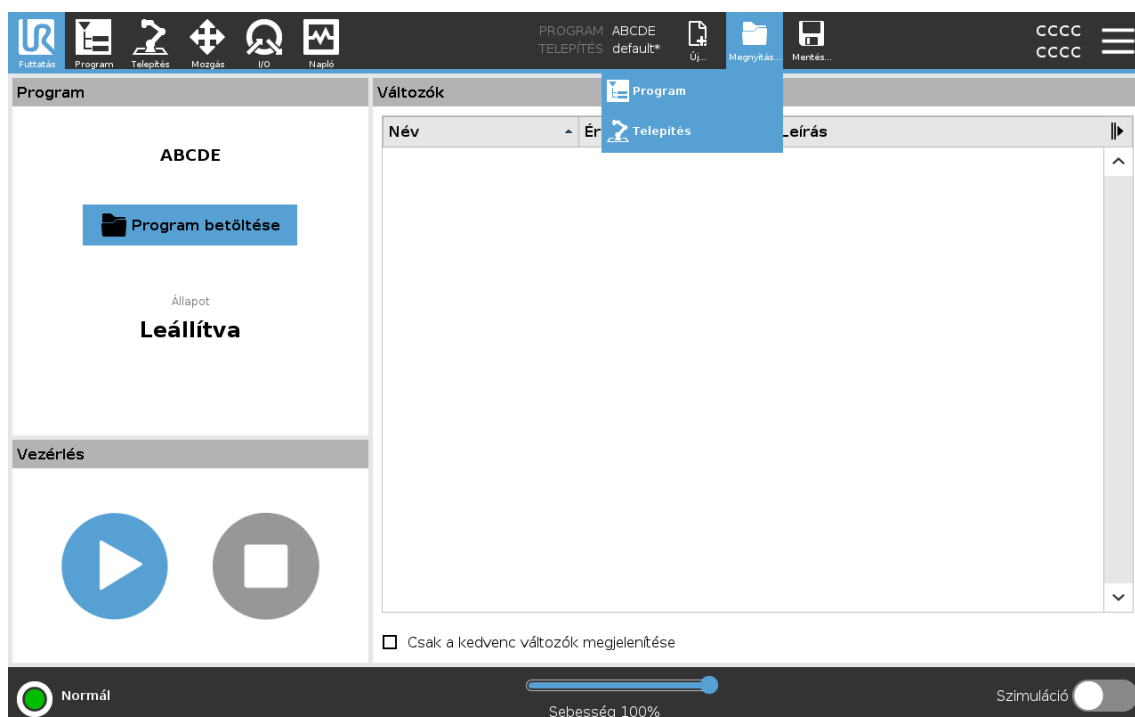 PROGRAM ABCDE
TELEPÍTÉS default*
CCCC
CCCC
Futtatás Program Telepítés Mozgás I/O Napló Új... Megnyitás... Mentés...
Program
Telepítés
Program
ABCDE
Program betöltése
Állapot
Leállítva
Vezérlés
Változók
Név Ér Leírás
Csak a kedvenc változók megjelenítése
Normál
Sebesség 100%
Szimuláció